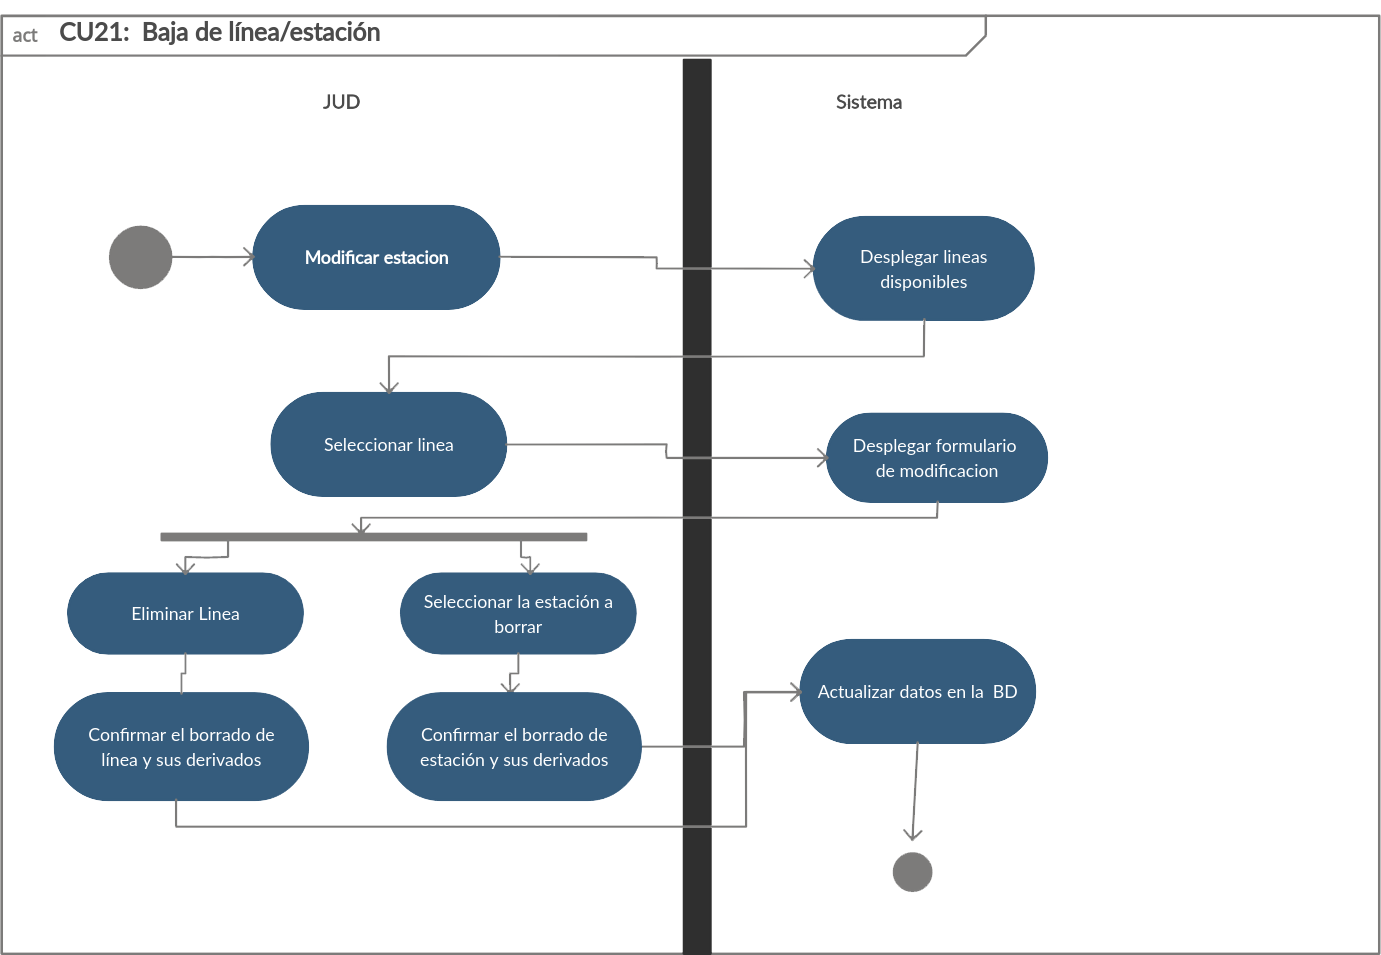 act CU21: Baja de línea/estación
JUD
Sistema
Modificar estacion
Desplegar lineas
disponibles
Seleccionar linea
Desplegar formulario
de modificacion
Eliminar Linea
Seleccionar la estación a
borrar
Actualizar datos en la BD
Confirmar el borrado de
línea y sus derivados
Confirmar el borrado de
estación y sus derivados